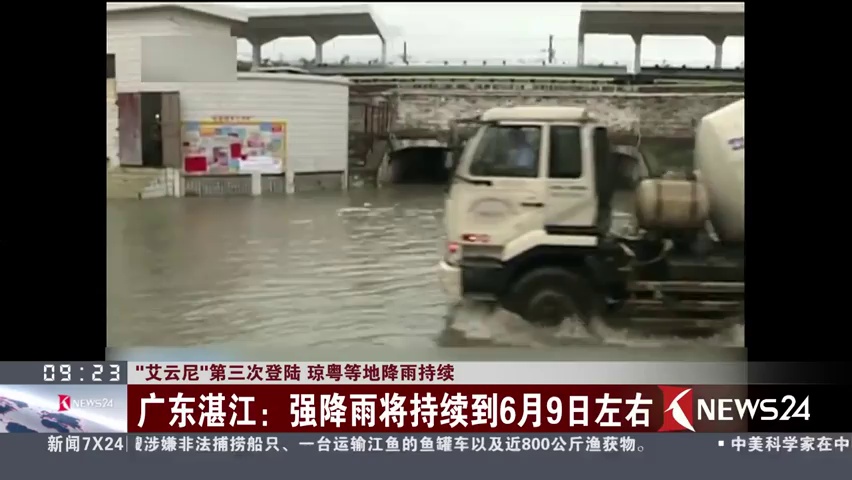 09:23
"艾云尼"第三次登陆 琼粤等地降雨持续
NEWS24
广东湛江：强降雨将持续到6月9日左右
NEWS24
新闻7X24
涉嫌非法捕捞船只、一台运输江鱼的鱼罐车以及近800公斤渔获物。
■ 中美科学家在中